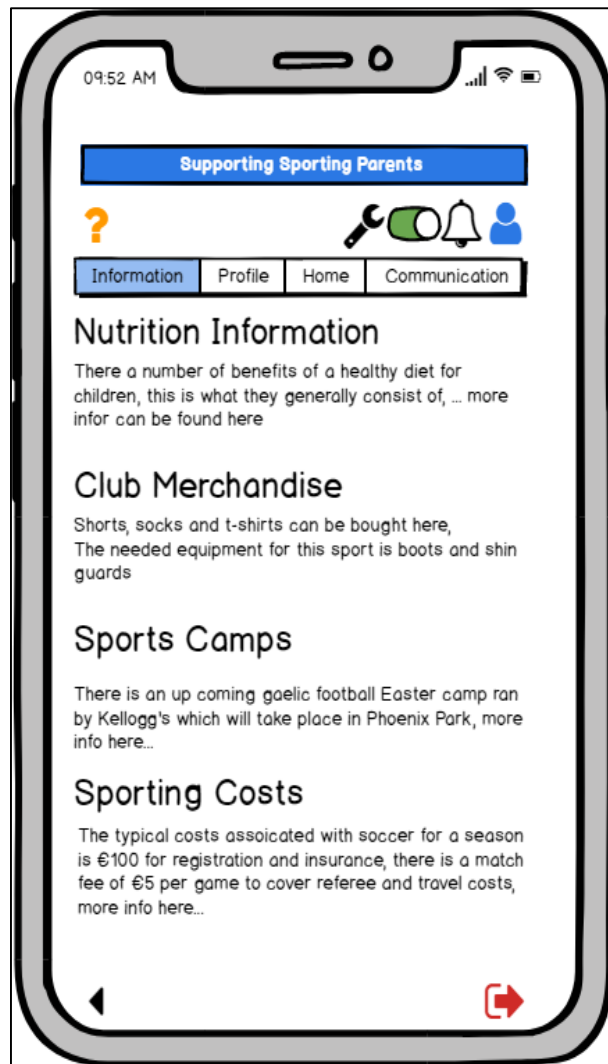 09:52 AM
Supporting Sporting Parents
?
Information Profile Home Communication
Nutrition Information
There a number of benefits of a healthy diet for
children, this is what they generally consist of, ... more
infor can be found here
Club Merchandise
Shorts, socks and t-shirts can be bought here,
The needed equipment for this sport is boots and shin
guards
Sports Camps
There is an up coming gaelic football Easter camp ran
by Kellogg's which will take place in Phoenix Park, more
info here...
Sporting Costs
The typical costs assoicated with soccer for a season
is €100 for registration and insurance, there is a match
fee of €5 per game to cover referee and travel costs,
more info here...